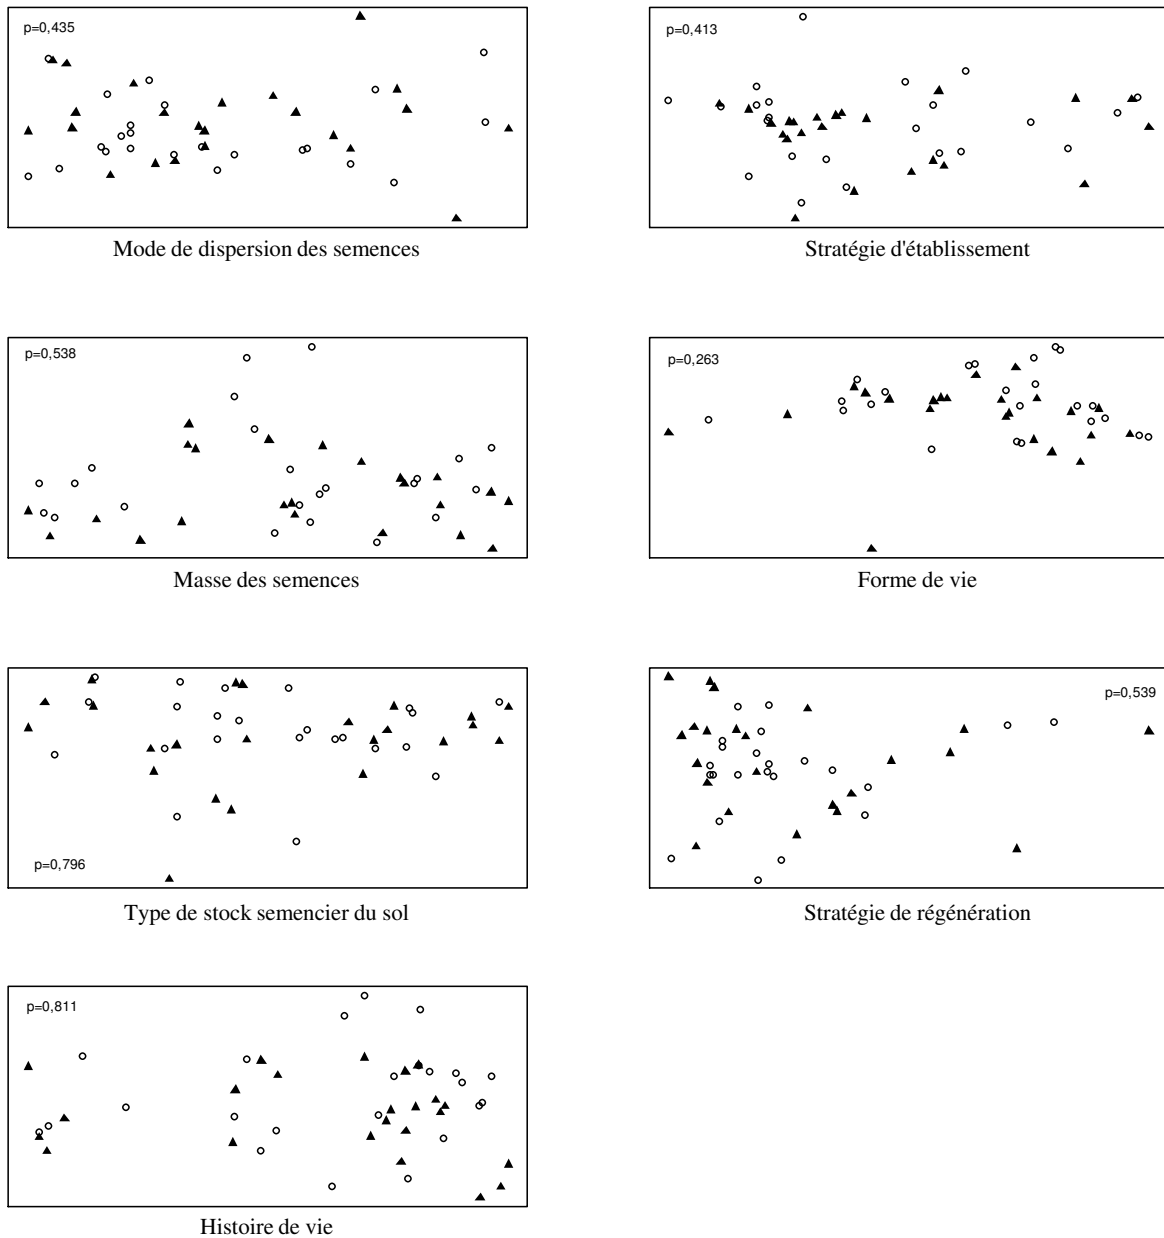 p=0,435
Mode de dispersion des semences
p=0,413
Stratégie d'établissement
p=0,538
Masse des semences
p=0,263
Forme de vie
p=0,796
Type de stock semencier du sol
p=0,539
Stratégie de régénération
p=0,811
Histoire de vie